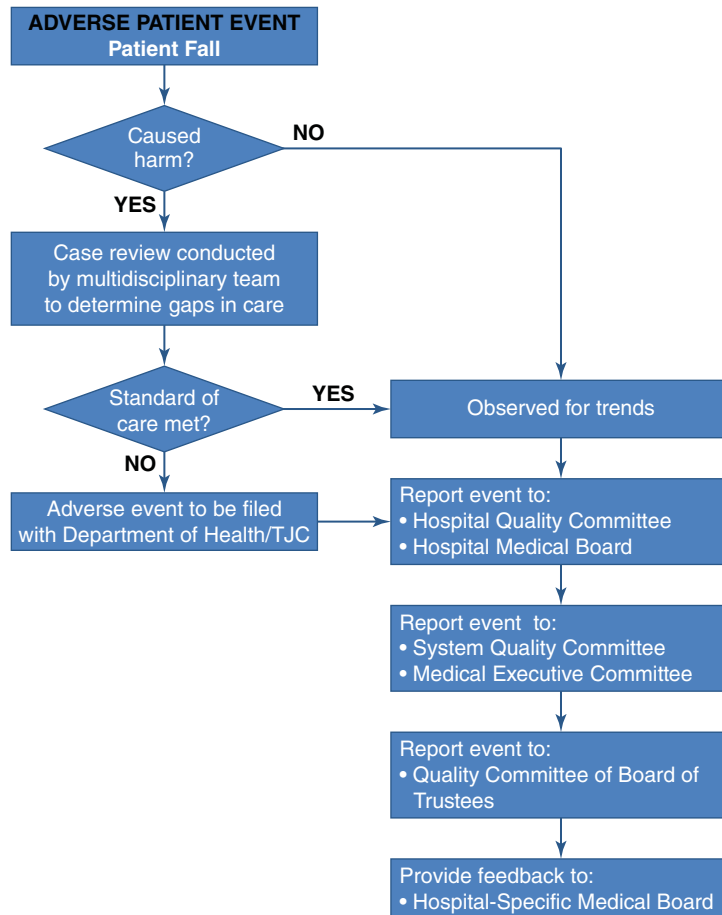 ADVERSE PATIENT EVENT
Patient Fall
Caused
harm?
NO
YES
Case review conducted
by multidisciplinary team
to determine gaps in care
Standard of
care met?
YES
Observed for trends
NO
Adverse event to be filed
with Department of Health/TJC
Report event to:
• Hospital Quality Committee
• Hospital Medical Board
Report event to:
• System Quality Committee
• Medical Executive Committee
Report event to:
• Quality Committee of Board of
Trustees
Provide feedback to:
• Hospital-Specific Medical Board